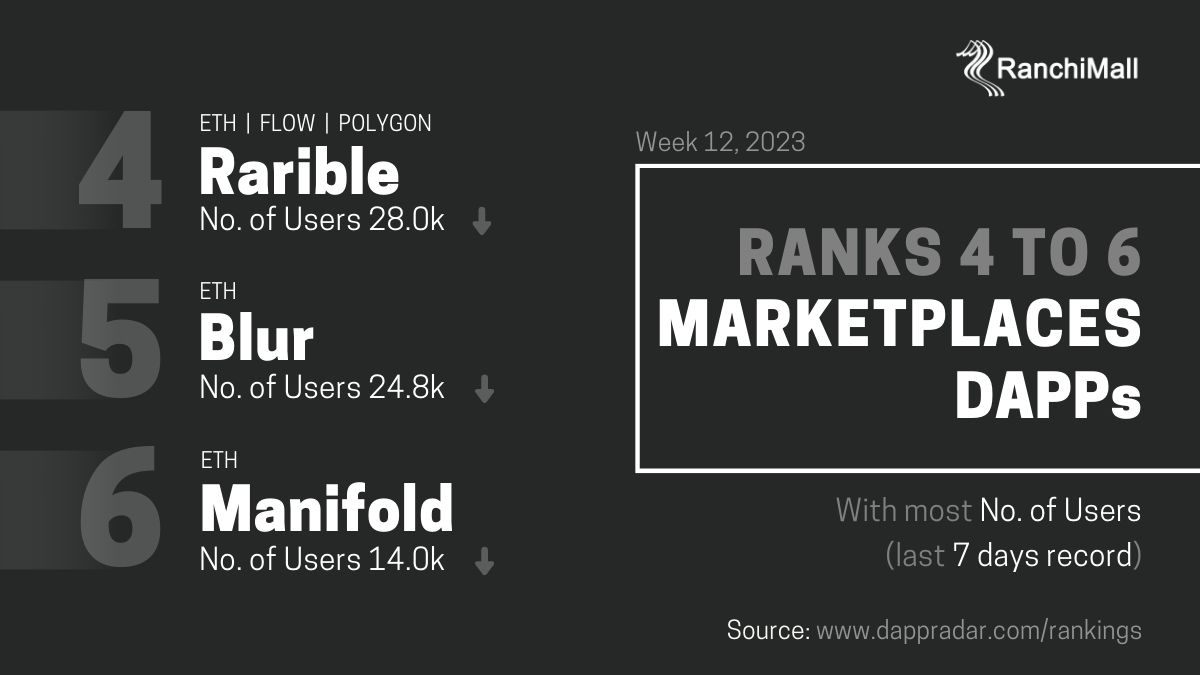 RanchiMall
4
ETH | FLOW | POLYGON
Rarible
No. of Users 28.0k
5
ETH
Blur
No. of Users 24.8k
6
ETH
Manifold
No. of Users 14.0k
Week 12, 2023
RANKS 4 TO 6
MARKETPLACES
DAPPs
With most No. of Users
(last 7 days record)
Source: www.dappradar.com/rankings